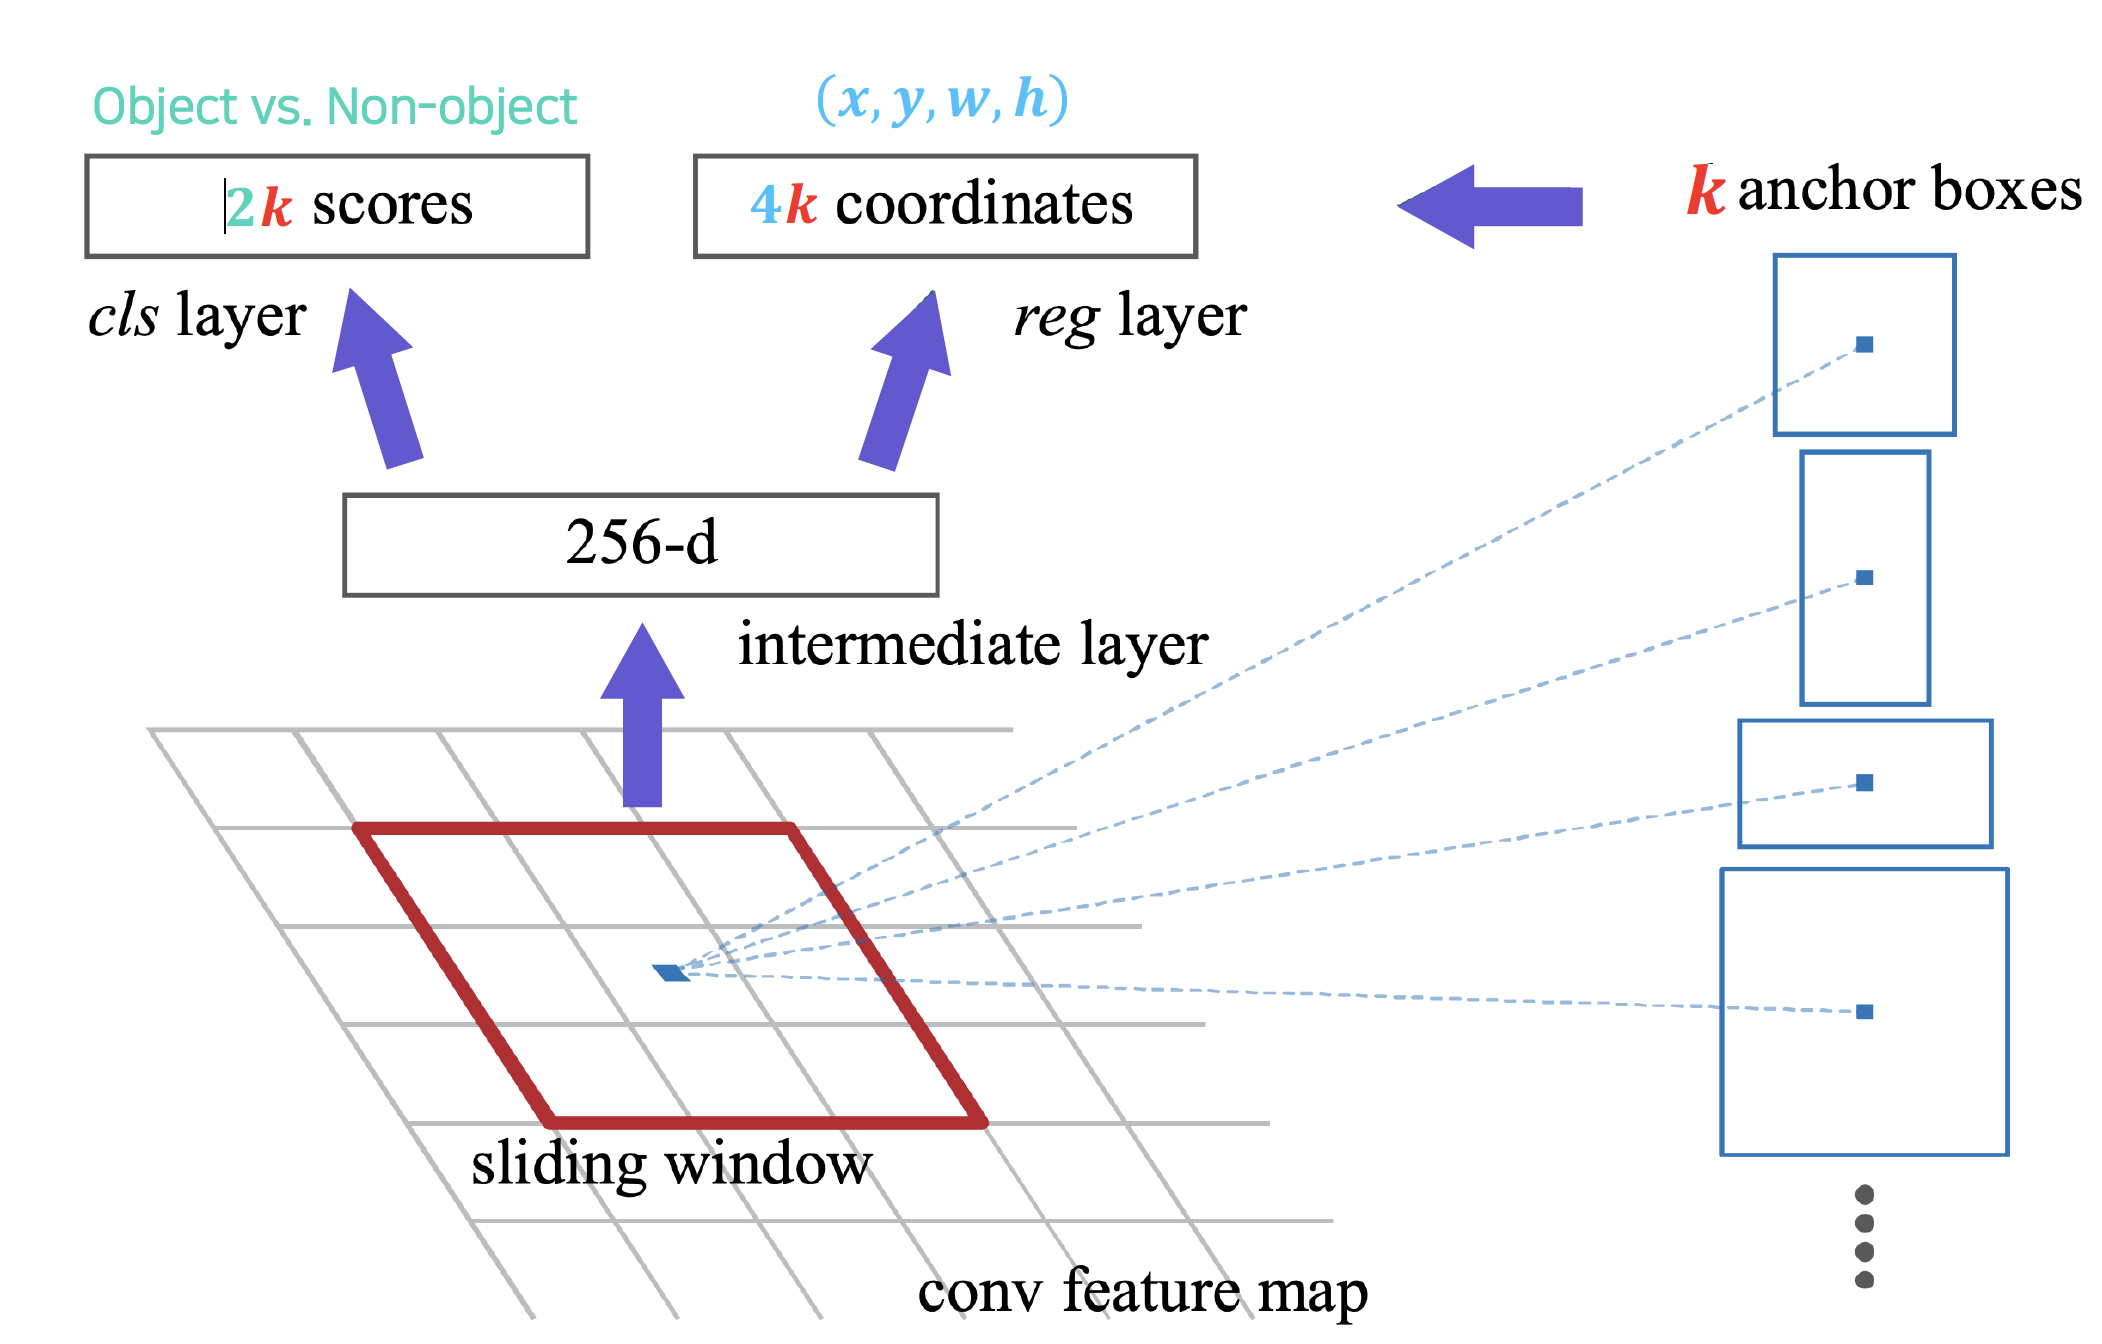 Object vs. Non-object
(x, y, w, h)
2k scores
4k coordinates
k anchor boxes
cls layer
reg layer
256-d
intermediate layer
sliding window
conv feature map